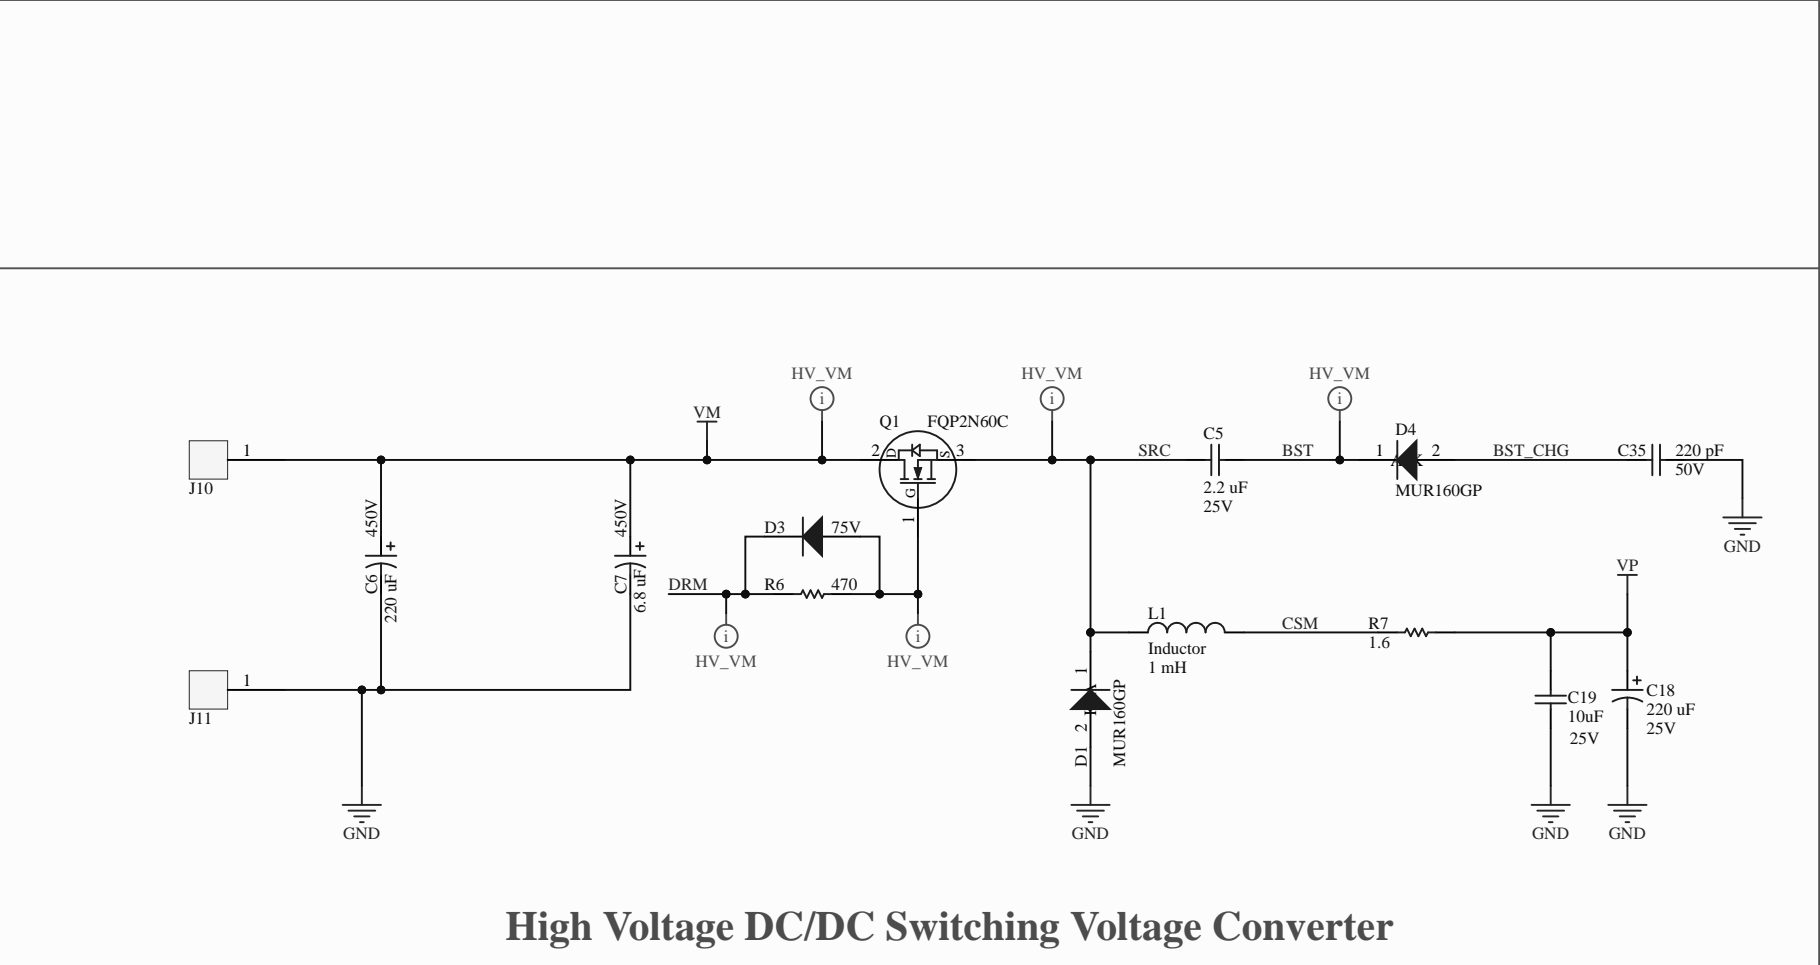 HV_VM
HV_VM
HV_VM
VM
Q1
FQP2N60C
C5
D4
1
J10
2
D
S
3
G
1
SRC
BST
1
2
BST_CHG
C35
220 pF
50V
2.2 uF
25V
MUR160GP
GND
450V
C6
220 uF
450V
C7
6.8 uF
D3
75V
DRM
R6
470
HV_VM
HV_VM
VP
L1
Inductor
1 mH
CSM
R7
1.6
1
J11
1
2
D1
MUR160GP
C19
10uF
25V
C18
220 uF
25V
GND
GND
GND
GND
High Voltage DC/DC Switching Voltage Converter